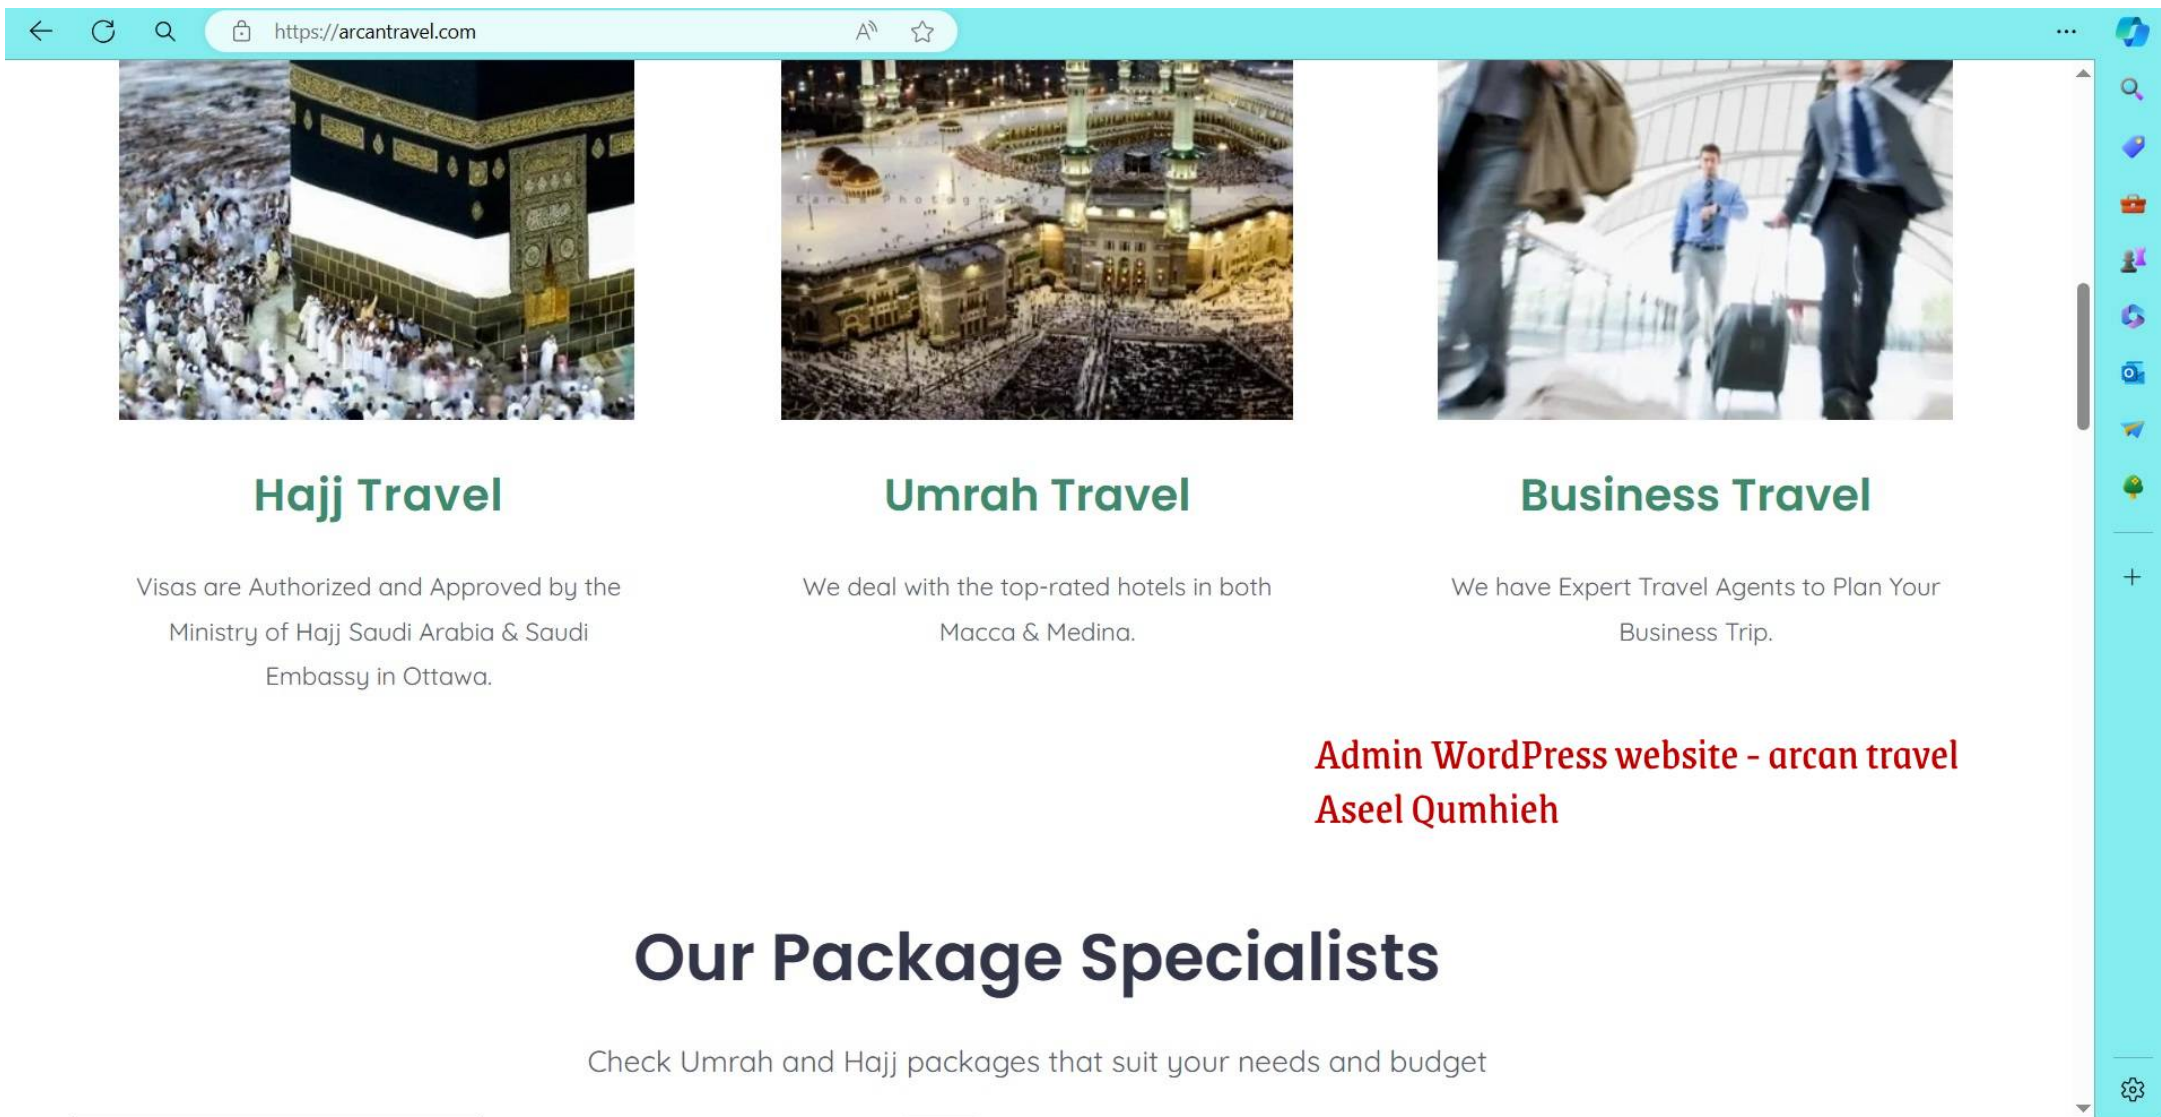 https://arcantravel.com
Karim Photography
Hajj Travel
Visas are Authorized and Approved by the
Ministry of Hajj Saudi Arabia & Saudi
Embassy in Ottawa.
Umrah Travel
We deal with the top-rated hotels in both
Macca & Medina.
Business Travel
We have Expert Travel Agents to Plan Your
Business Trip.
Admin WordPress website - arcan travel
Aseel Qumhieh
Our Package Specialists
Check Umrah and Hajj packages that suit your needs and budget